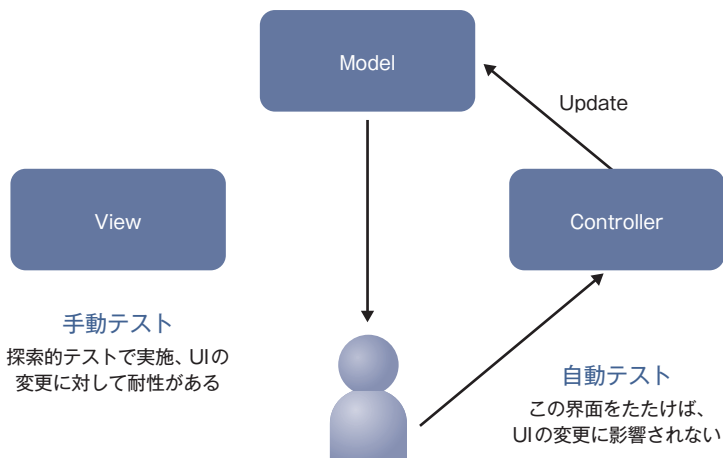 Model
Update
View
Controller
手動テスト
探索的テストで実施、UIの
変更に対して耐性がある
自動テスト
この界面をたたけば、
UIの変更に影響されない